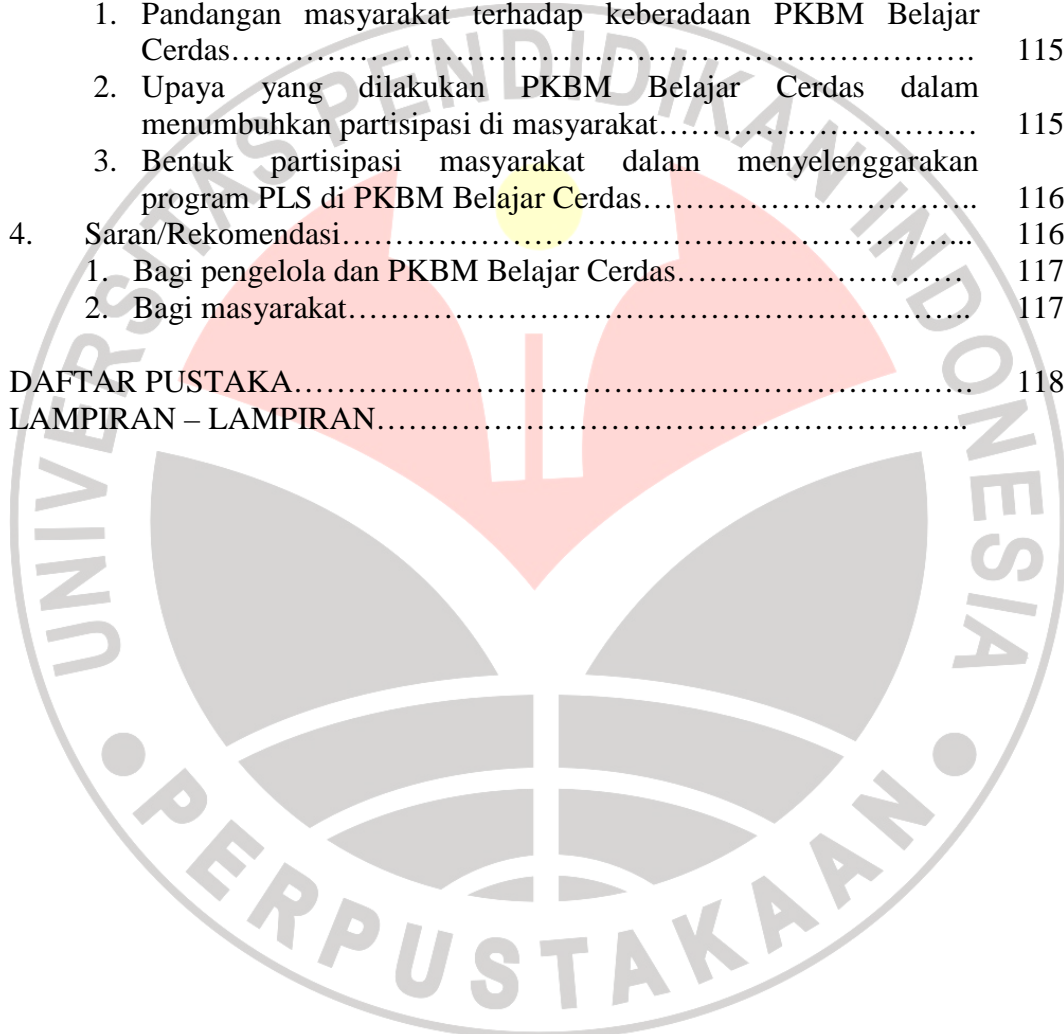 1. Pandangan masyarakat terhadap keberadaan PKBM Belajar
Cerdas……………………………………………………………. 115
2. Upaya yang dilakukan PKBM Belajar Cerdas dalam
menumbuhkan partisipasi di masyarakat………………………… 115
3. Bentuk partisipasi masyarakat dalam menyelenggarakan
program PLS di PKBM Belajar Cerdas………………………….. 116
4. Saran/Rekomendasi…………………………………………………... 116
1. Bagi pengelola dan PKBM Belajar Cerdas……………………… 117
2. Bagi masyarakat………………………………………………….. 117
DAFTAR PUSTAKA………………………………………………………. 118
LAMPIRAN – LAMPIRAN………………………………………………..
UNIVERSITAS PENDIDIKAN INDONESIA
PERPUSTAKAAN